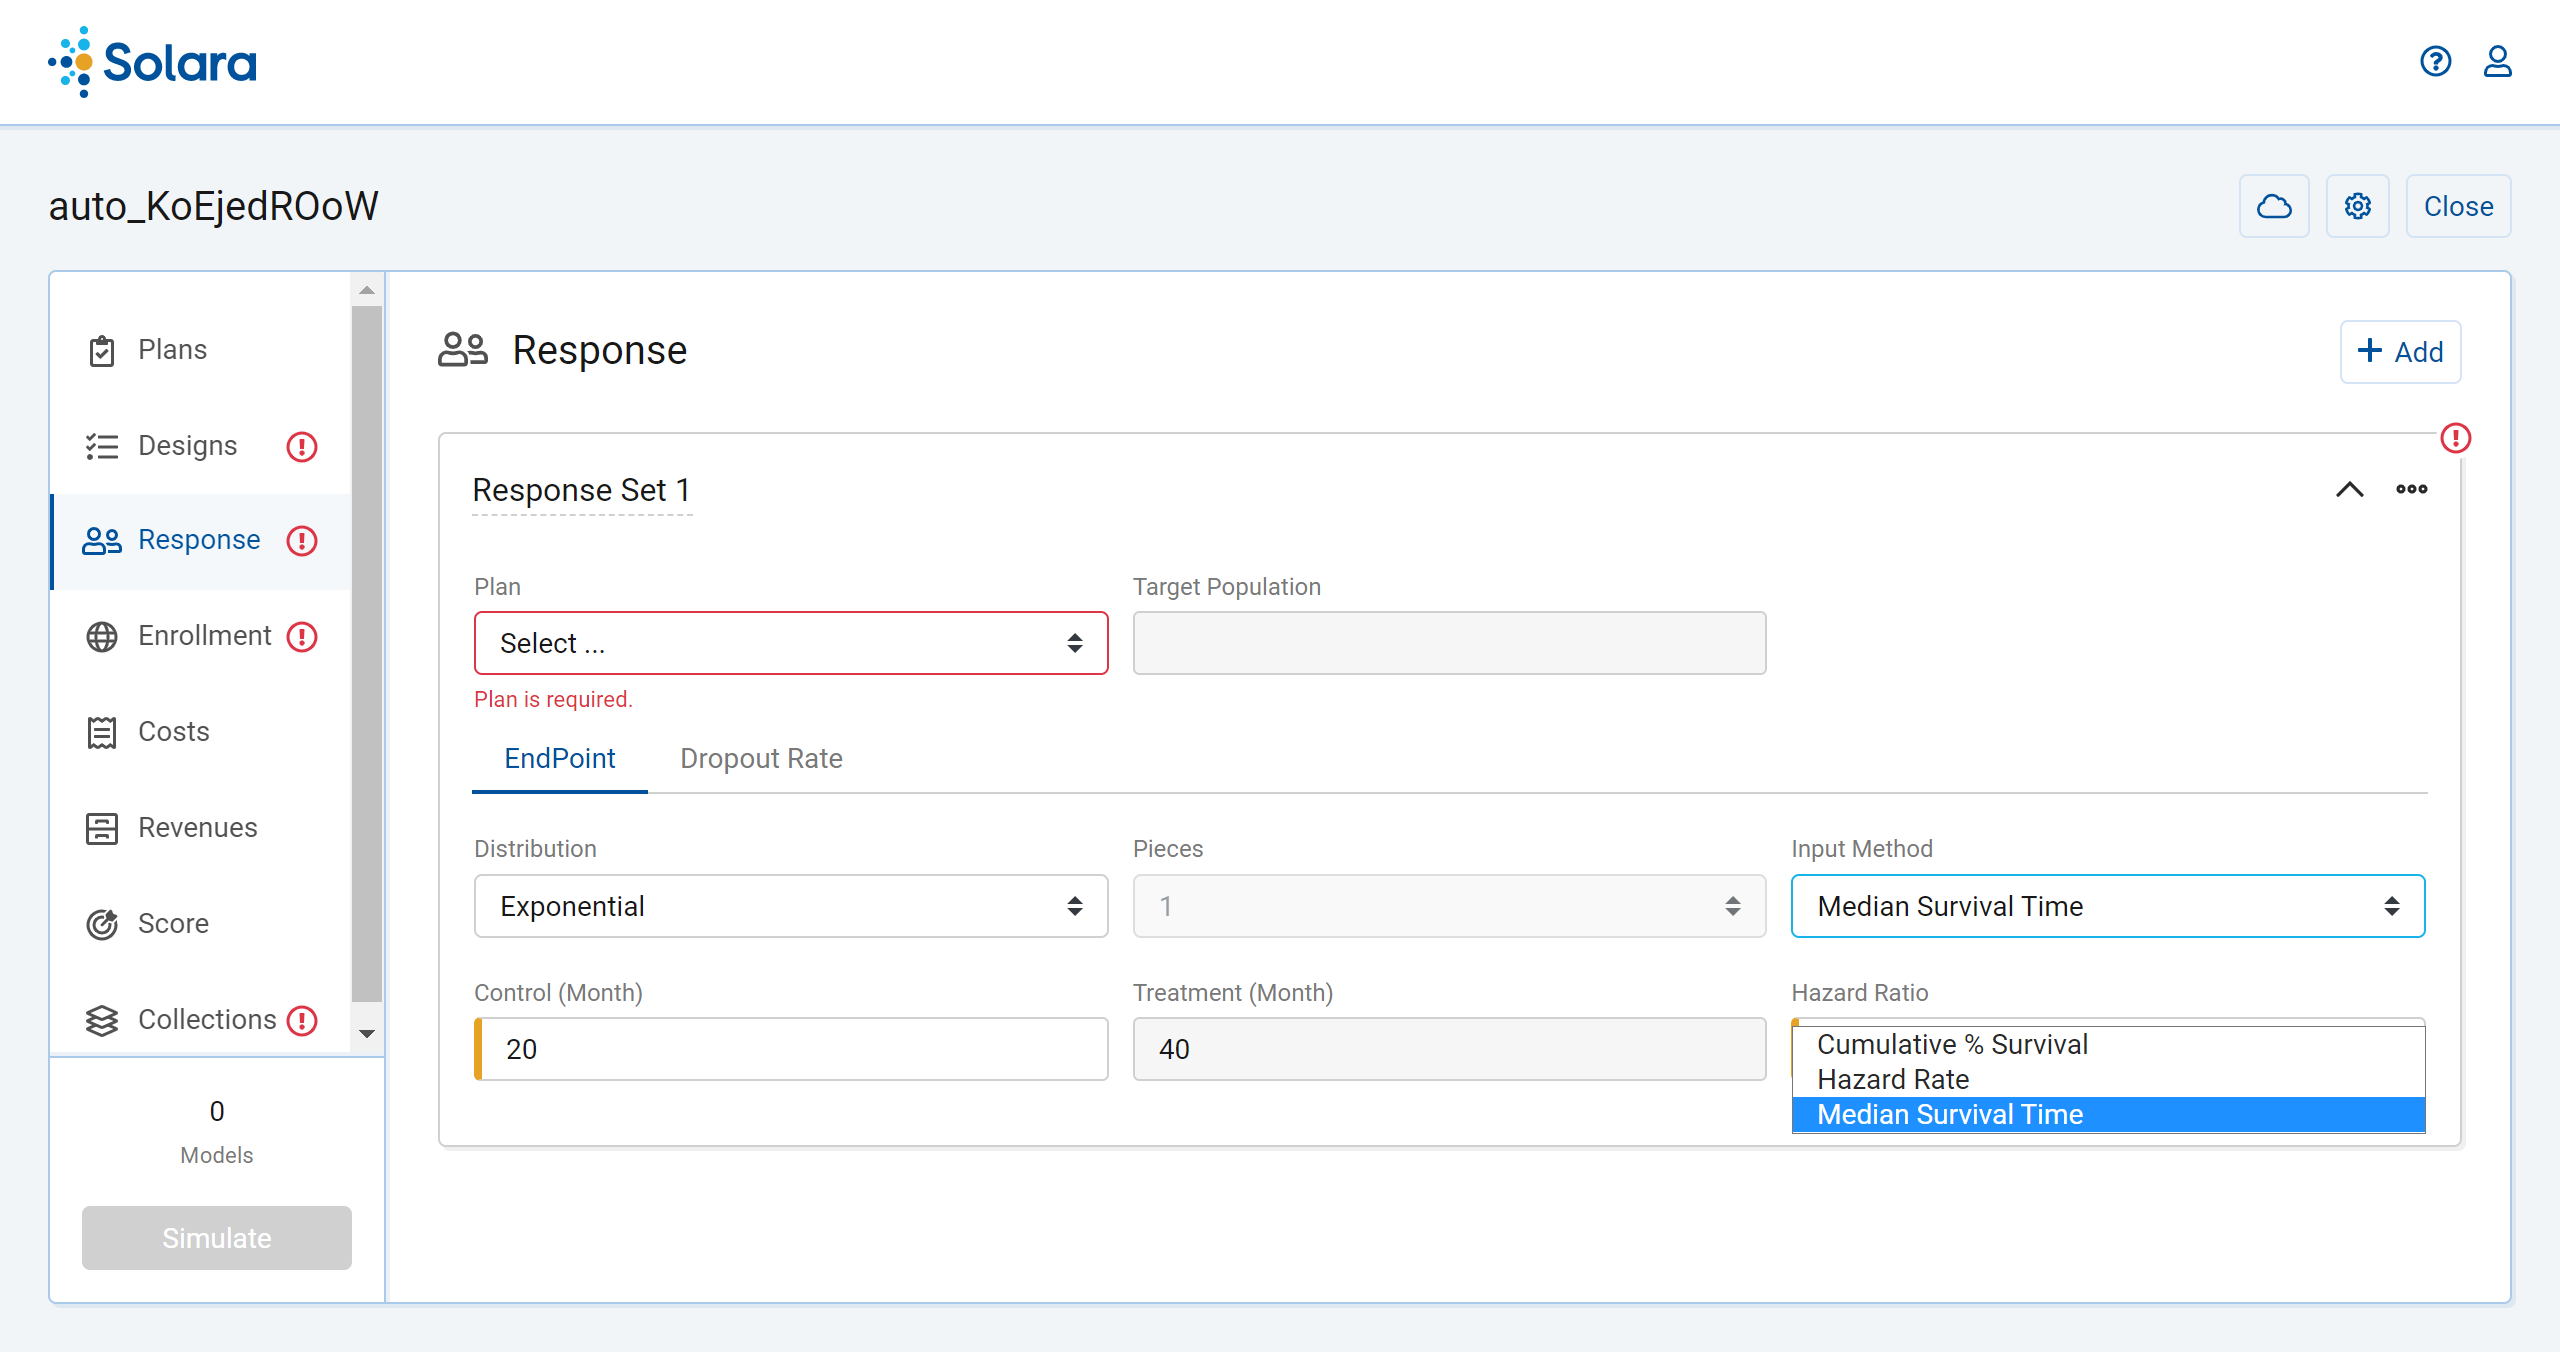 Solara
auto_KoEjedROoW
Close
Plans
Designs
Response
Enrollment
Costs
Revenues
Score
Collections
0
Models
Simulate
Response
Add
Response Set 1
Plan
Target Population
Select ...
Plan is required.
EndPoint
Dropout Rate
Distribution
Pieces
Input Method
Exponential
1
Median Survival Time
Control (Month)
Treatment (Month)
Hazard Ratio
20
40
Cumulative % Survival
Hazard Rate
Median Survival Time